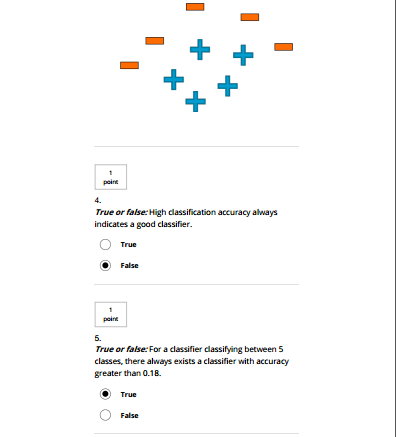 1
point
4.
True or false: High classification accuracy always
indicates a good classifier.
True
False
1
point
5.
True or false: For a classifier classifying between 5
classes, there always exists a classifier with accuracy
greater than 0.18.
True
False